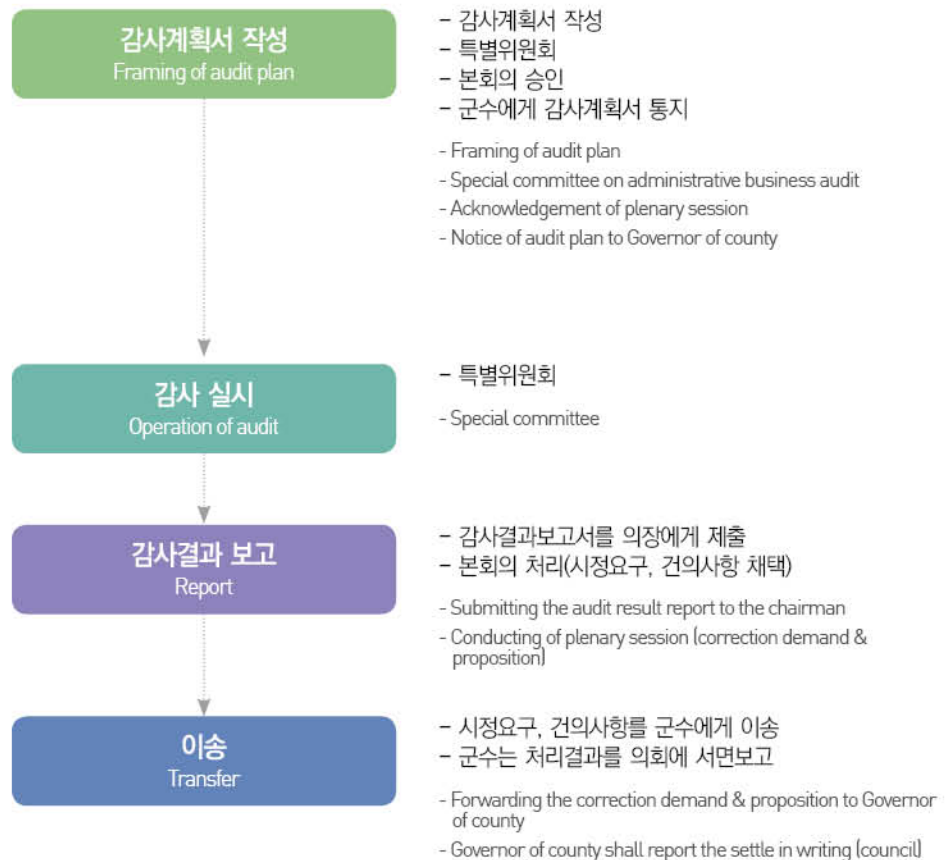 감사계획서 작성
Framing of audit plan
- 감사계획서 작성
- 특별위원회
- 본회의 승인
- 군수에게 감사계획서 통지
- Framing of audit plan
- Special committee on administrative business audit
- Acknowledgement of plenary session
- Notice of audit plan to Governor of county
감사 실시
Operation of audit
- 특별위원회
- Special committee
감사결과 보고
Report
- 감사결과보고서를 의장에게 제출
- 본회의 처리(시정요구, 건의사항 채택)
- Submitting the audit result report to the chairman
- Conducting of plenary session (correction demand &
proposition)
이송
Transfer
- 시정요구, 건의사항를 군수에게 이송
- 군수는 처리결과를 의회에 서면보고
- Forwarding the correction demand & proposition to Governor
of county
- Governor of county shall report the settle in writing (council)